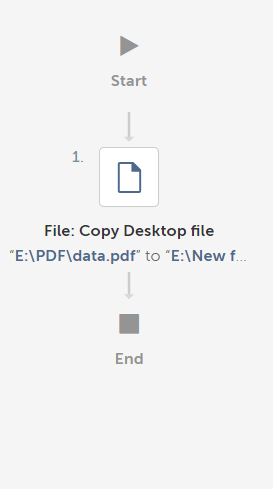 Start
1.
File: Copy Desktop file
“E:\PDF\data.pdf” to “E:\New f...
End